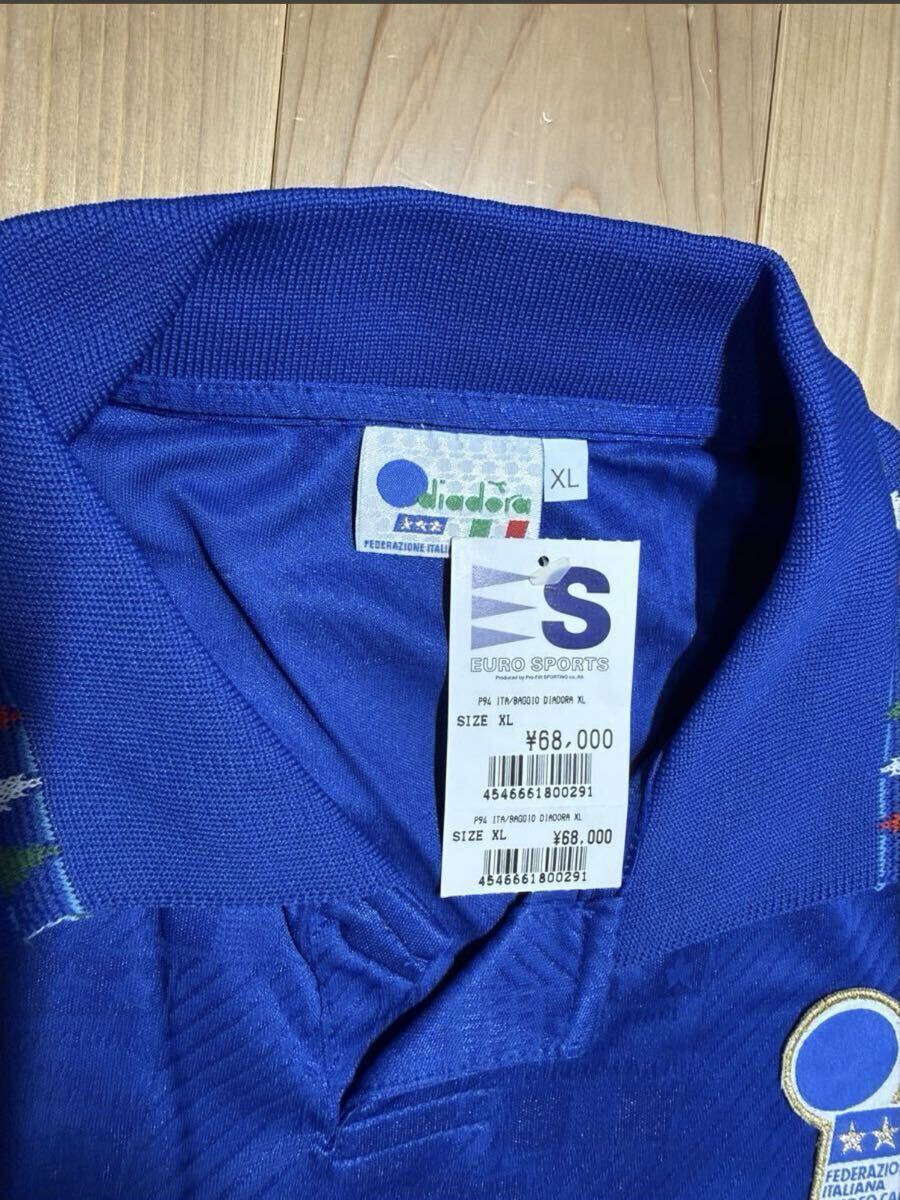 diadora
XL
FEDERAZIONE ITALI
S
EURO SPORTS
Produced by Pro-Fitt SPORTING co.,ltd.
P94 ITA/BAGGIO DIADORA XL
SIZE XL
¥68,000
4546661800291
P94 ITA/BAGGIO DIADORA XL
SIZE XL ¥68,000
4546661800291
FEDERAZIO
ITALIANA